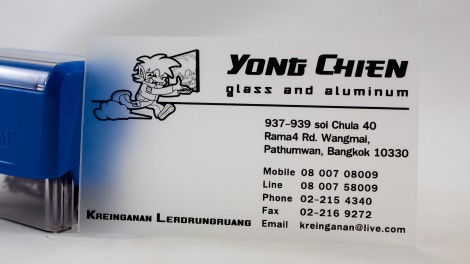 YONG CHIEN
glass and aluminum
937-939 soi Chula 40
Rama4 Rd. Wangmai,
Pathumwan, Bangkok 10330
Mobile 08 007 08009
Line 08 007 58009
Phone 02-215 4340
Fax 02-216 9272
Email kreinganan@live.com
KREINGANAN LERDRUNGRUANG